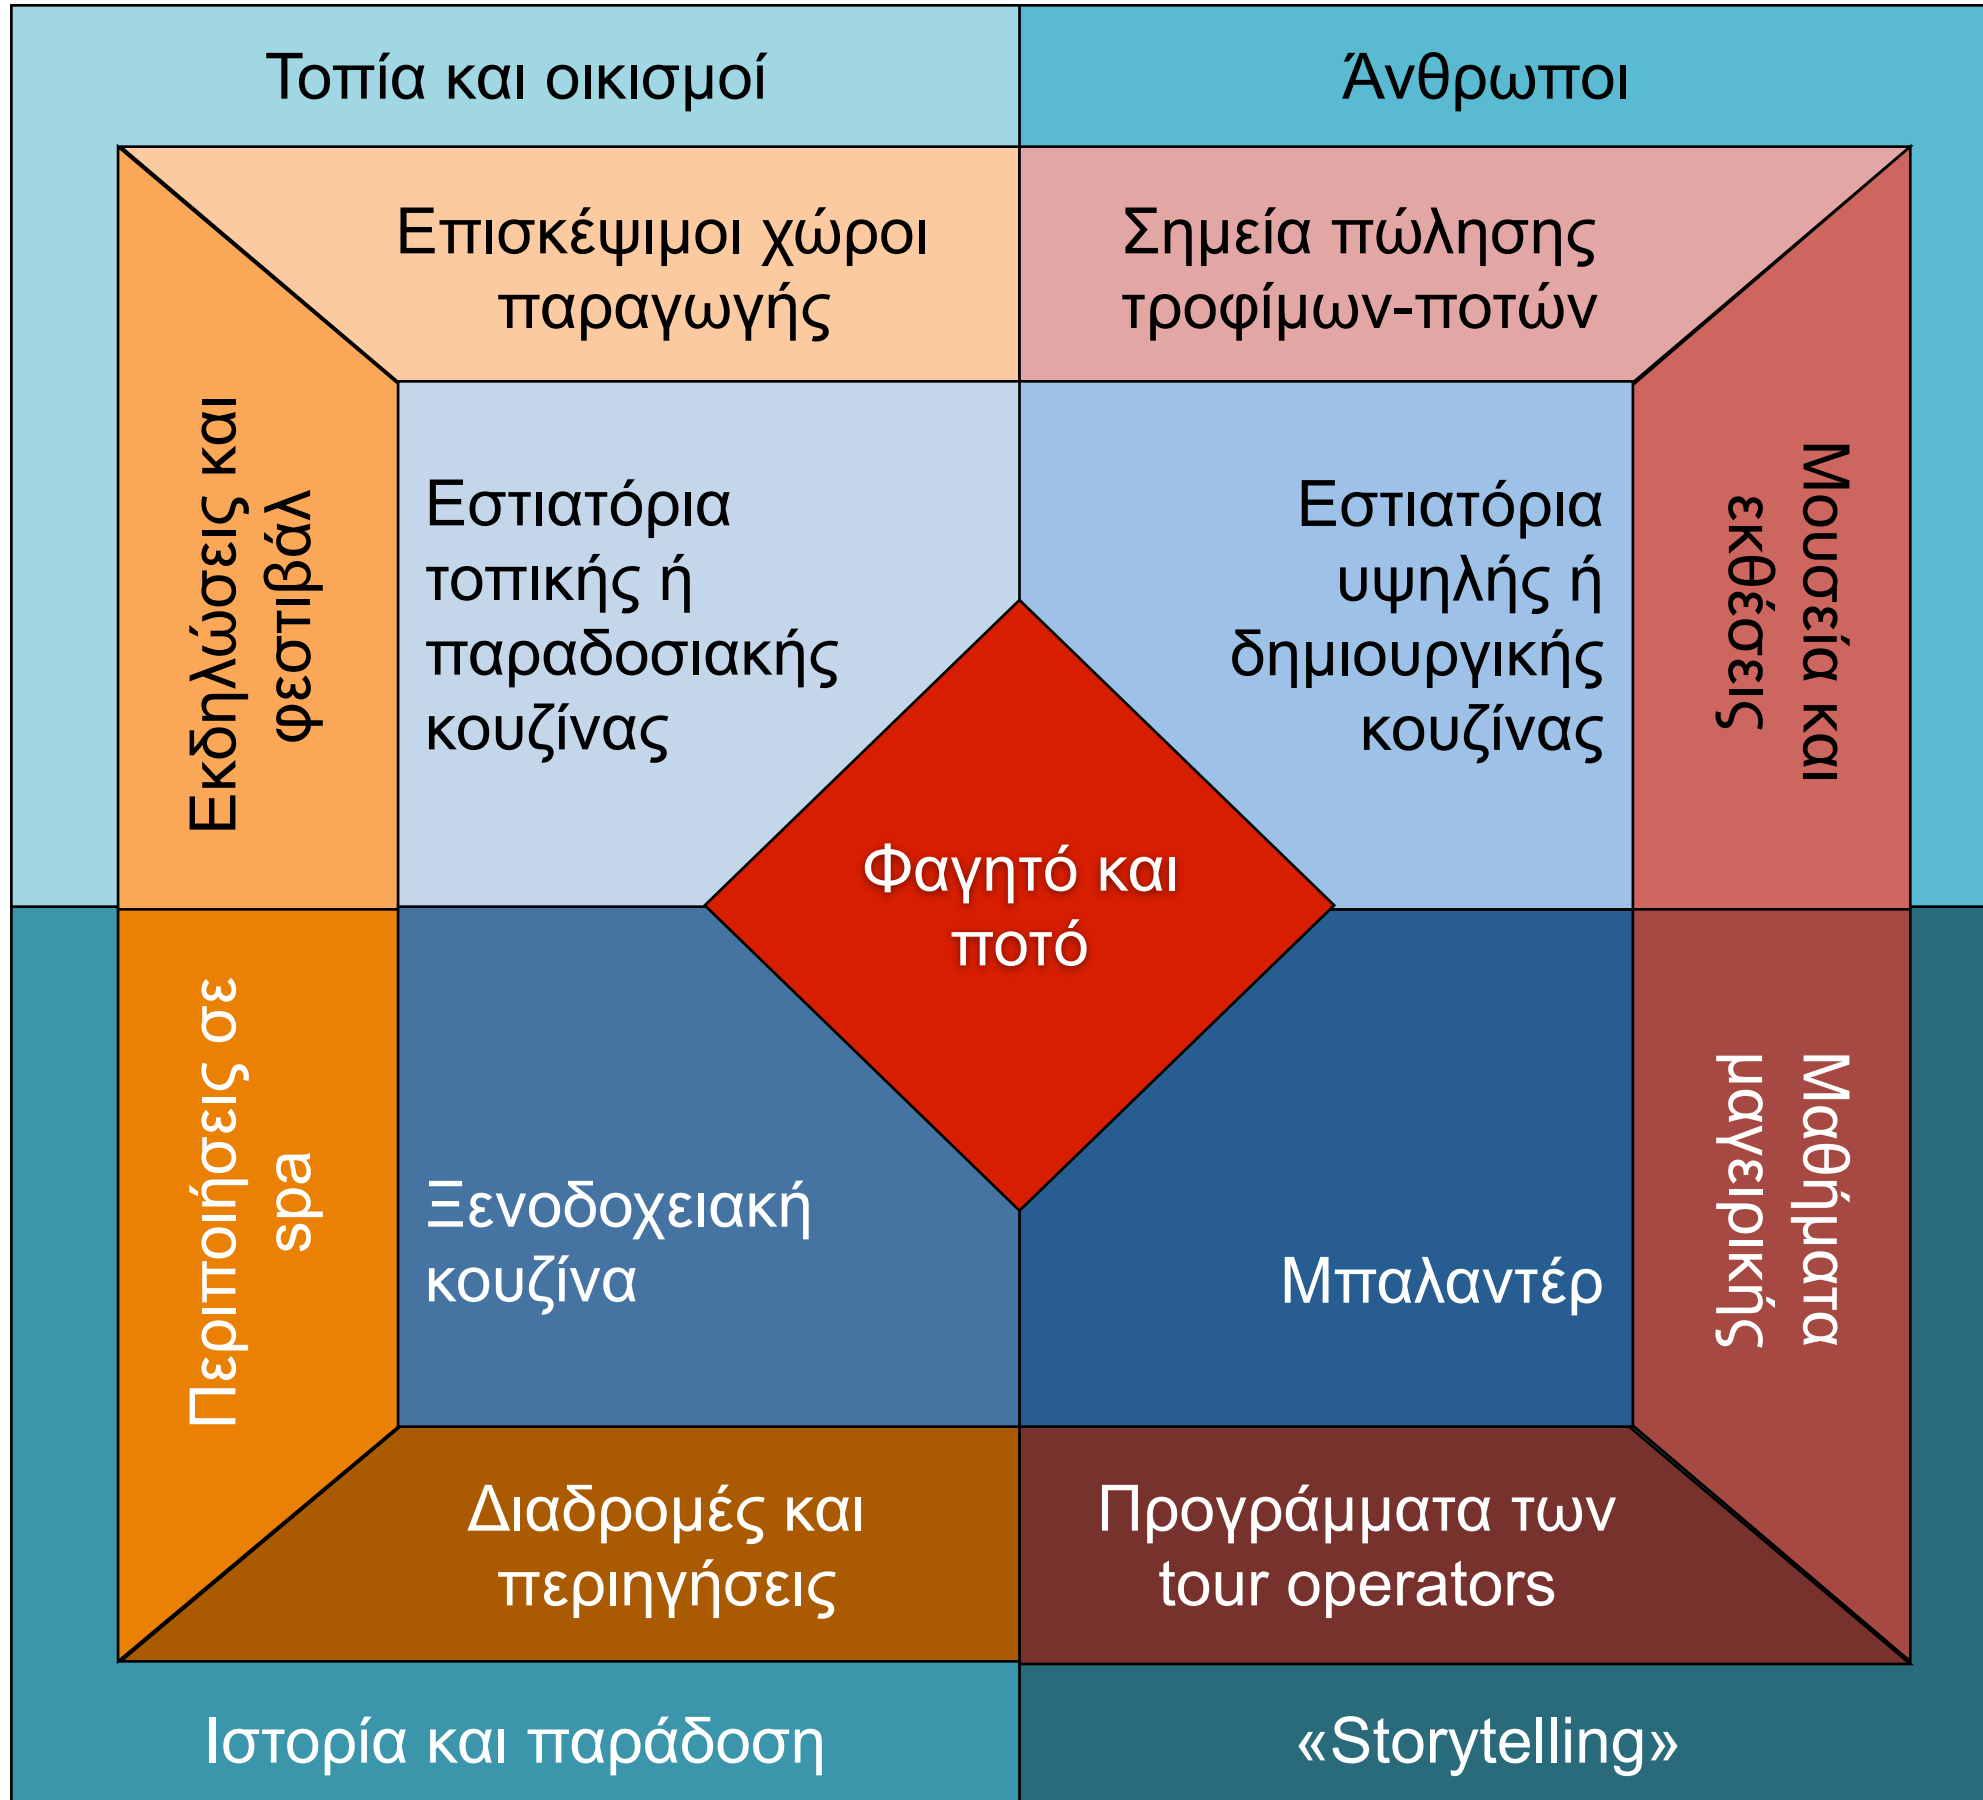 Τοπία και οικισμοί
Άνθρωποι
Επισκέψιμοι χώροι
παραγωγής
Σημεία πώλησης
τροφίμων-ποτών
Εκδηλώσεις και
φεστιβάλ
Εστιατόρια
τοπικής ή
παραδοσιακής
κουζίνας
Εστιατόρια
υψηλής ή
δημιουργικής
κουζίνας
Μουσεία και
εκθέσεις
Φαγητό και
ποτό
Περιποιήσεις σε
spa
Ξενοδοχειακή
κουζίνα
Μπαλαντέρ
Μαθήματα
μαγειρικής
Διαδρομές και
περιηγήσεις
Προγράμματα των
tour operators
Ιστορία και παράδοση
«Storytelling»